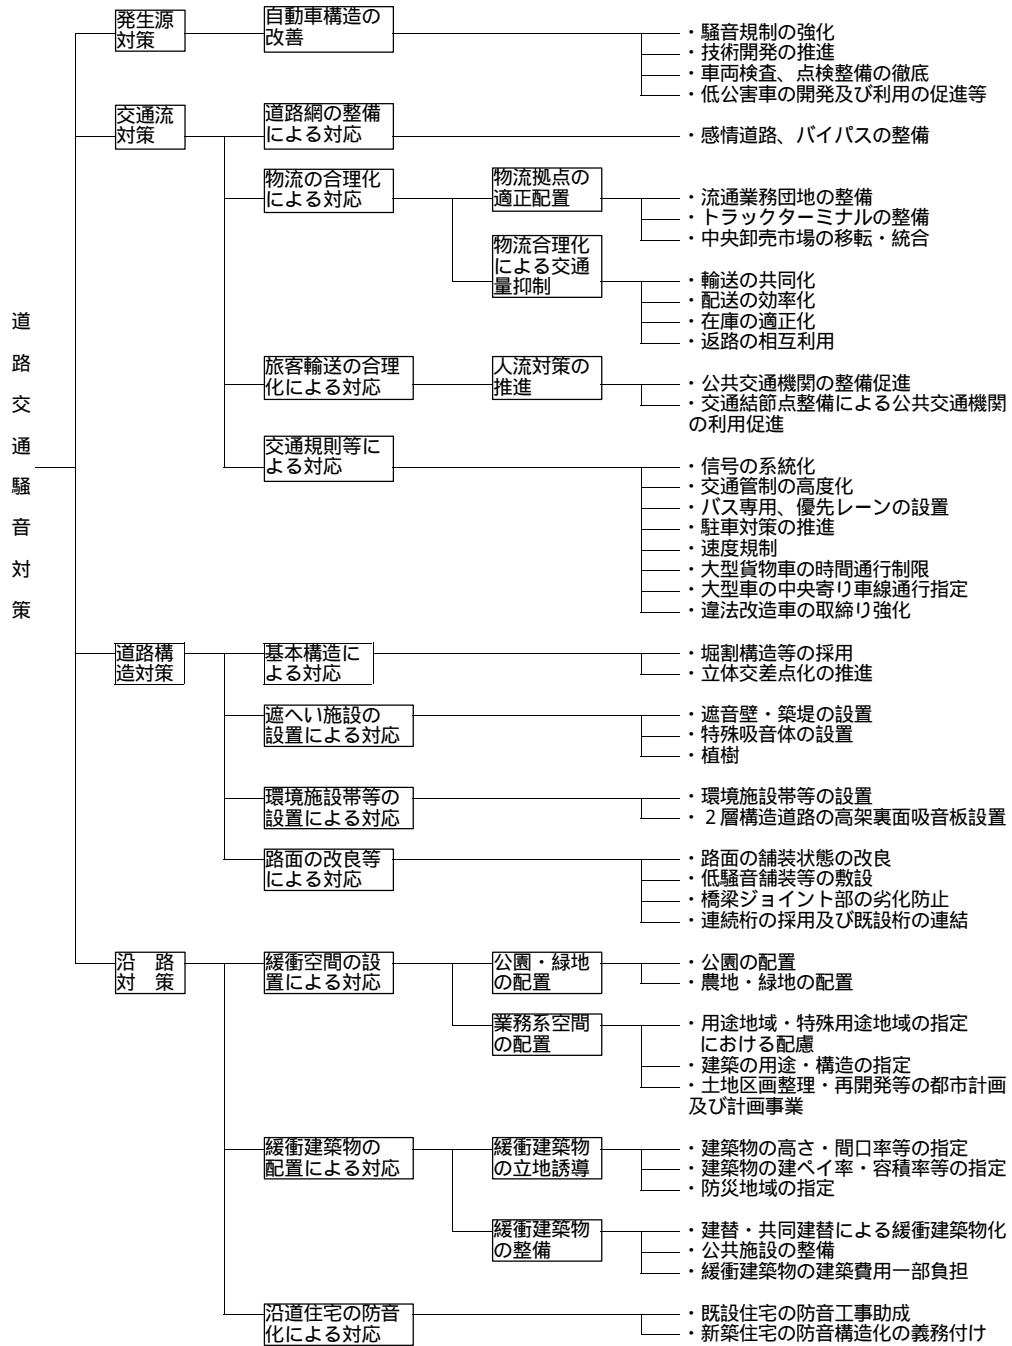 道路交通騒音対策
発生源
対策
自動車構造の
改善
・騒音規制の強化
・技術開発の推進
・車両検査、点検整備の徹底
・低公害車の開発及び利用の促進等
交通流
対策
道路網の整備
による対応
・感情道路、バイパスの整備
物流の合理化
による対応
物流拠点の
適正配置
・流通業務団地の整備
・トラックターミナルの整備
・中央卸売市場の移転・統合
物流合理化
による交通
量抑制
・輸送の共同化
・配送の効率化
・在庫の適正化
・返路の相互利用
旅客輸送の合理
化による対応
人流対策の
推進
・公共交通機関の整備促進
・交通結節点整備による公共交通機関
の利用促進
交通規則等に
よる対応
・信号の系統化
・交通管制の高度化
・バス専用、優先レーンの設置
・駐車対策の推進
・速度規制
・大型貨物車の時間通行制限
・大型車の中央寄り車線通行指定
・違法改造車の取締り強化
道路構
造対策
基本構造に
よる対応
・堀割構造等の採用
・立体交差点化の推進
遮へい施設の
設置による対応
・遮音壁・築堤の設置
・特殊吸音体の設置
・植樹
環境施設帯等の
設置による対応
・環境施設帯等の設置
・２層構造道路の高架裏面吸音板設置
路面の改良等
による対応
・路面の舗装状態の改良
・低騒音舗装等の敷設
・橋梁ジョイント部の劣化防止
・連続桁の採用及び既設桁の連結
沿　路
対　策
緩衝空間の設
置による対応
公園・緑地
の配置
・公園の配置
・農地・緑地の配置
業務系空間
の配置
・用途地域・特殊用途地域の指定
における配慮
・建築の用途・構造の指定
・土地区画整理・再開発等の都市計画
及び計画事業
緩衝建築物の
配置による対応
緩衝建築物
の立地誘導
・建築物の高さ・間口率等の指定
・建築物の建ペイ率・容積率等の指定
・防災地域の指定
緩衝建築物
の整備
・建替・共同建替による緩衝建築物化
・公共施設の整備
・緩衝建築物の建築費用一部負担
沿道住宅の防音
化による対応
・既設住宅の防音工事助成
・新築住宅の防音構造化の義務付け